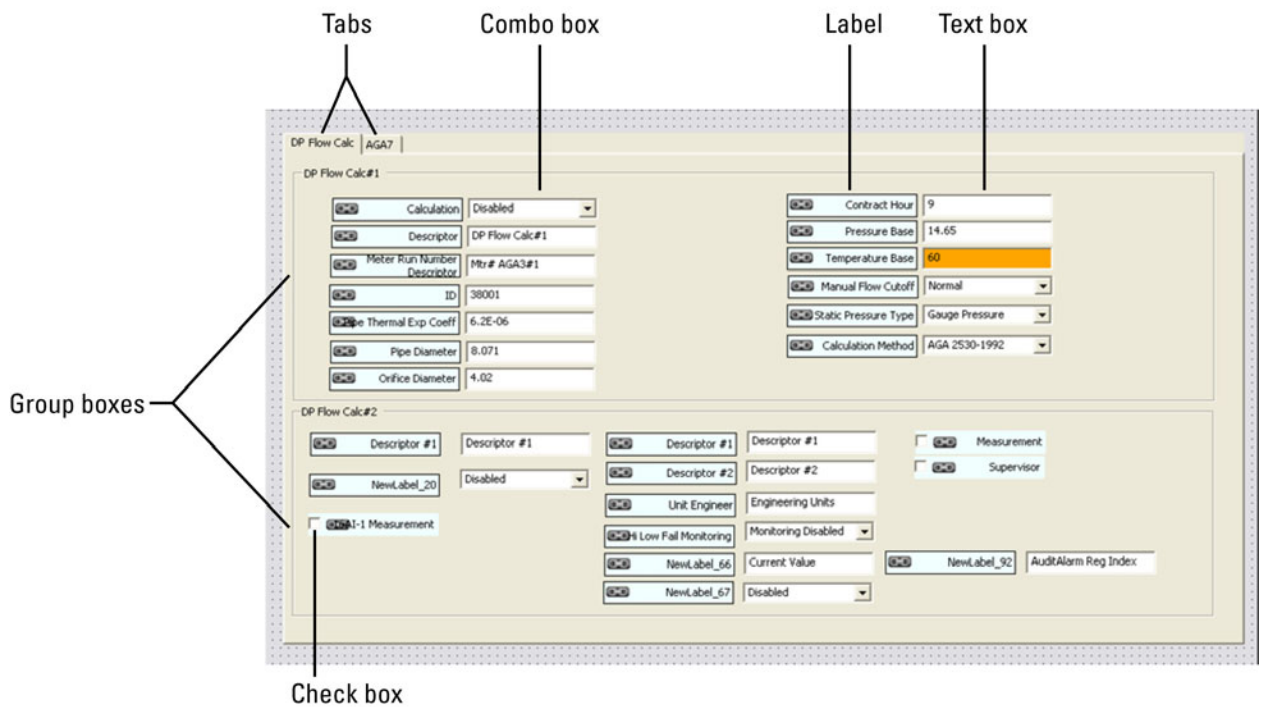 Tabs Combo box Label Text box
DP Flow Calc AGA7
DP Flow Calc#1
Calculation Disabled
Contract Hour 9
Descriptor DP Flow Calc#1
Pressure Base 14.65
Meter Run Number
Descriptor Mtr# AGA3#1
Temperature Base 60
ID 38001
Manual Flow Cutoff Normal
Pipe Thermal Exp Coeff 6.2E-06
Static Pressure Type Gauge Pressure
Pipe Diameter 8.071
Calculation Method AGA 2530-1992
Orifice Diameter 4.02
Group boxes
DP Flow Calc#2
Descriptor #1 Descriptor #1 Descriptor #1 Descriptor #1 Measurement
NewLabel_20 Disabled Descriptor #2 Descriptor #2 Supervisor
Unit Engineer Engineering Units
AI-1 Measurement
Hi Low Fail Monitoring Monitoring Disabled
NewLabel_66 Current Value NewLabel_92 AuditAlarm Reg Index
NewLabel_67 Disabled
Check box